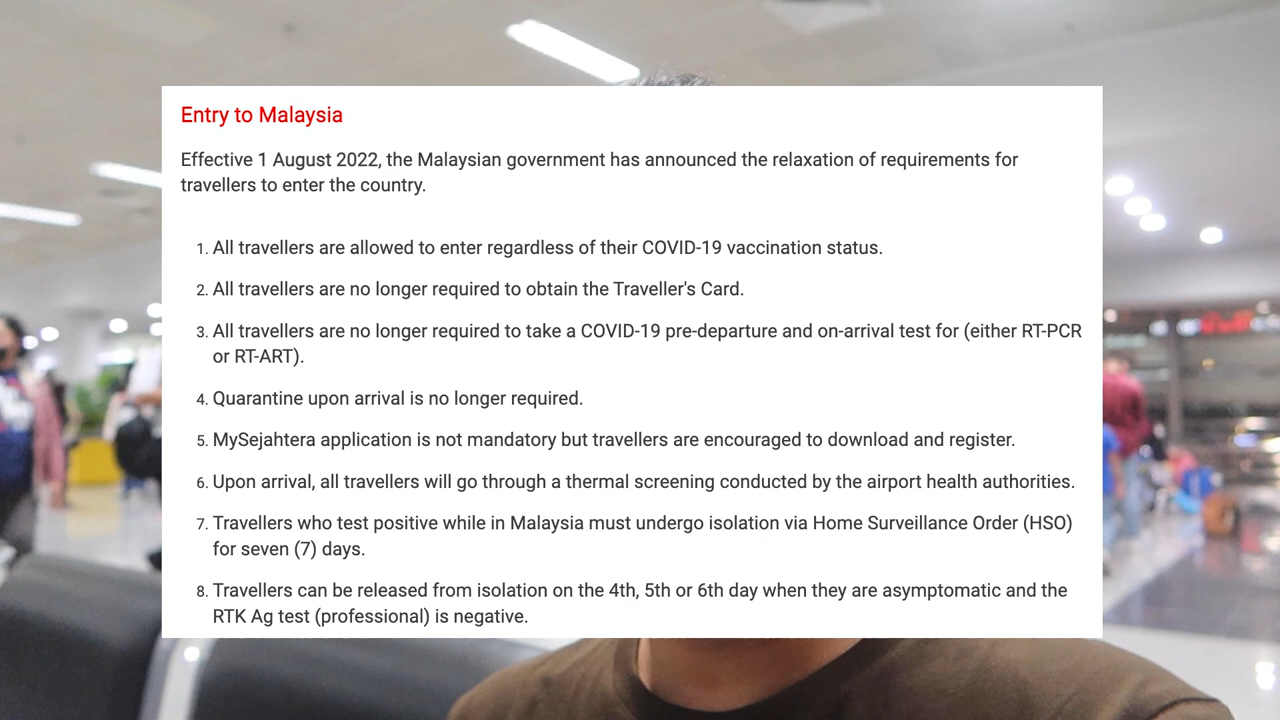 Entry to Malaysia
Effective 1 August 2022, the Malaysian government has announced the relaxation of requirements for
travellers to enter the country.
1. All travellers are allowed to enter regardless of their COVID-19 vaccination status.
2. All travellers are no longer required to obtain the Traveller's Card.
3. All travellers are no longer required to take a COVID-19 pre-departure and on-arrival test for (either RT-PCR
or RT-ART).
4. Quarantine upon arrival is no longer required.
5. MySejahtera application is not mandatory but travellers are encouraged to download and register.
6. Upon arrival, all travellers will go through a thermal screening conducted by the airport health authorities.
7. Travellers who test positive while in Malaysia must undergo isolation via Home Surveillance Order (HSO)
for seven (7) days.
8. Travellers can be released from isolation on the 4th, 5th or 6th day when they are asymptomatic and the
RTK Ag test (professional) is negative.